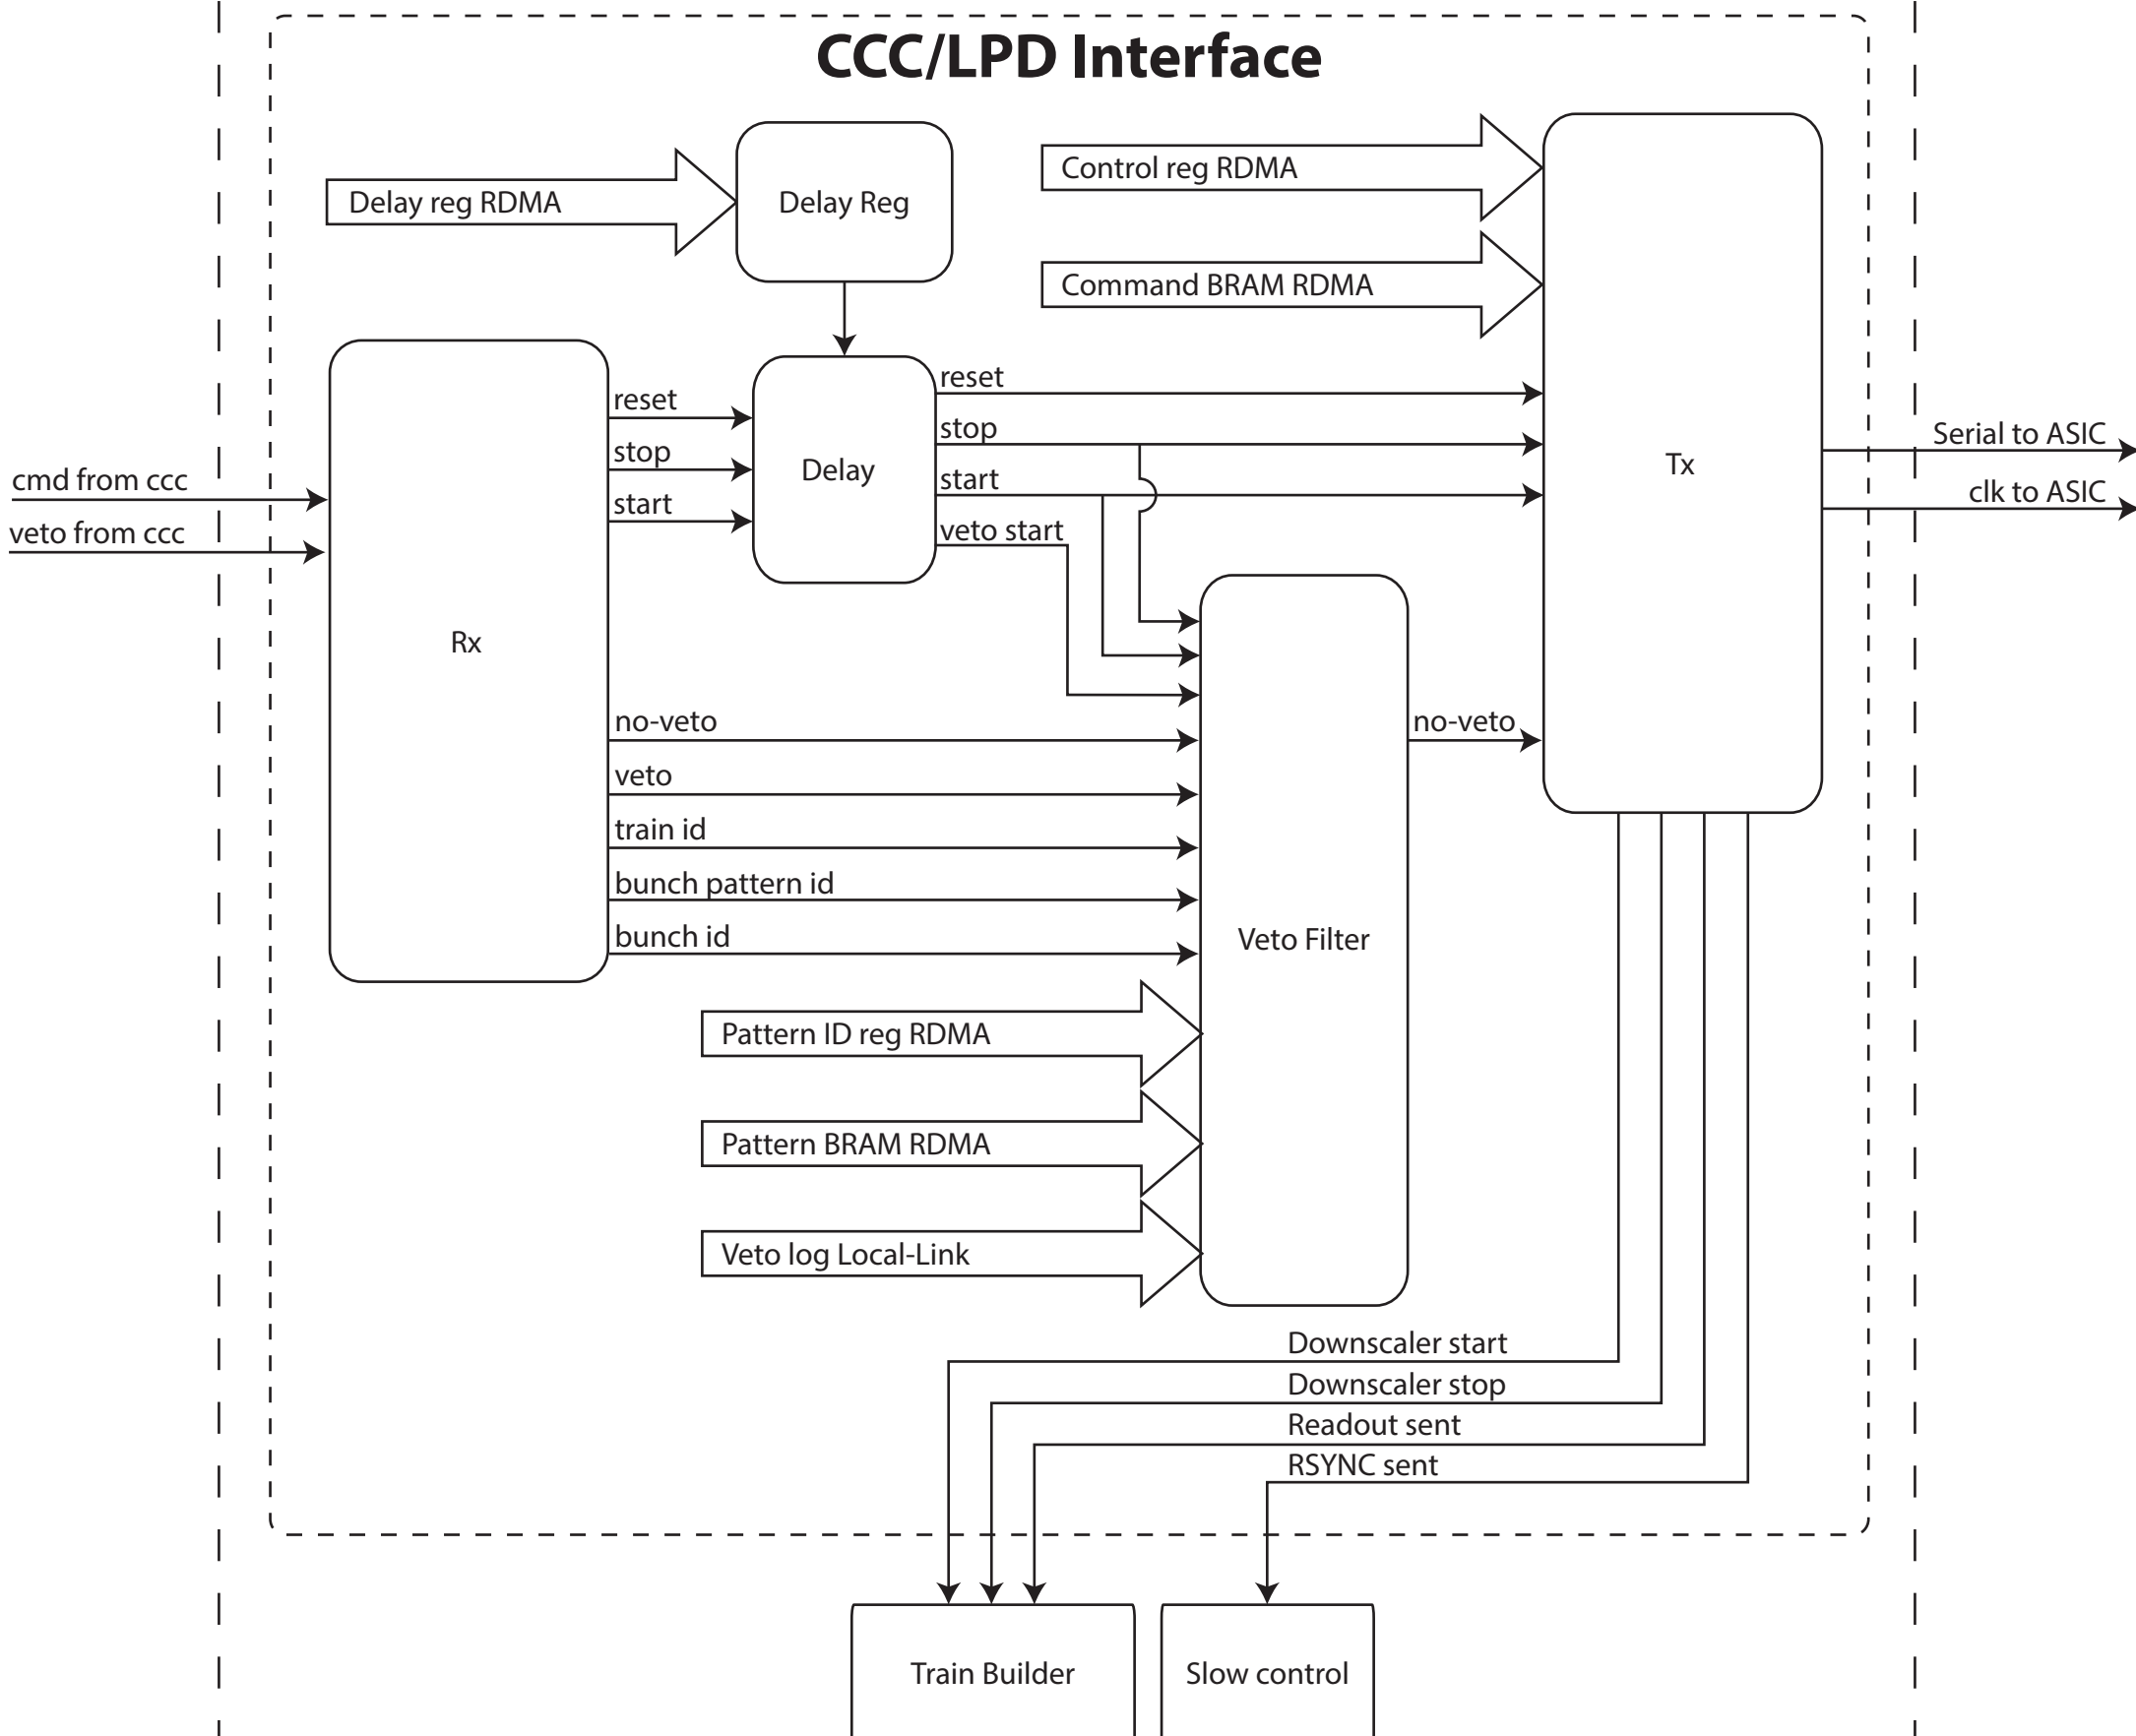 CCC/LPD Interface
Delay reg RDMA
Delay Reg
Control reg RDMA
Command BRAM RDMA
reset
stop
start
Delay
reset
stop
start
veto start
Tx
Serial to ASIC
clk to ASIC
cmd from ccc
veto from ccc
Rx
no-veto
veto
train id
bunch pattern id
bunch id
no-veto
Veto Filter
Pattern ID reg RDMA
Pattern BRAM RDMA
Veto log Local-Link
Downscaler start
Downscaler stop
Readout sent
RSYNC sent
Train Builder
Slow control